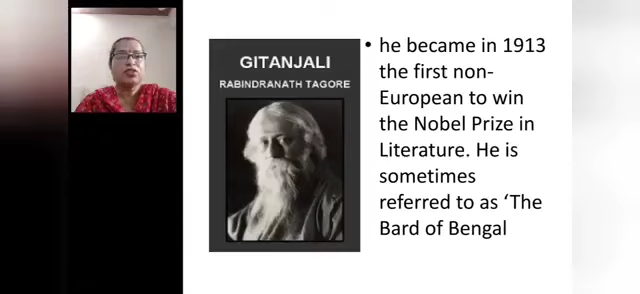 GITANJALI
RABINDRANATH TAGORE
• he became in 1913
the first non-
European to win
the Nobel Prize in
Literature. He is
sometimes
referred to as ‘The
Bard of Bengal